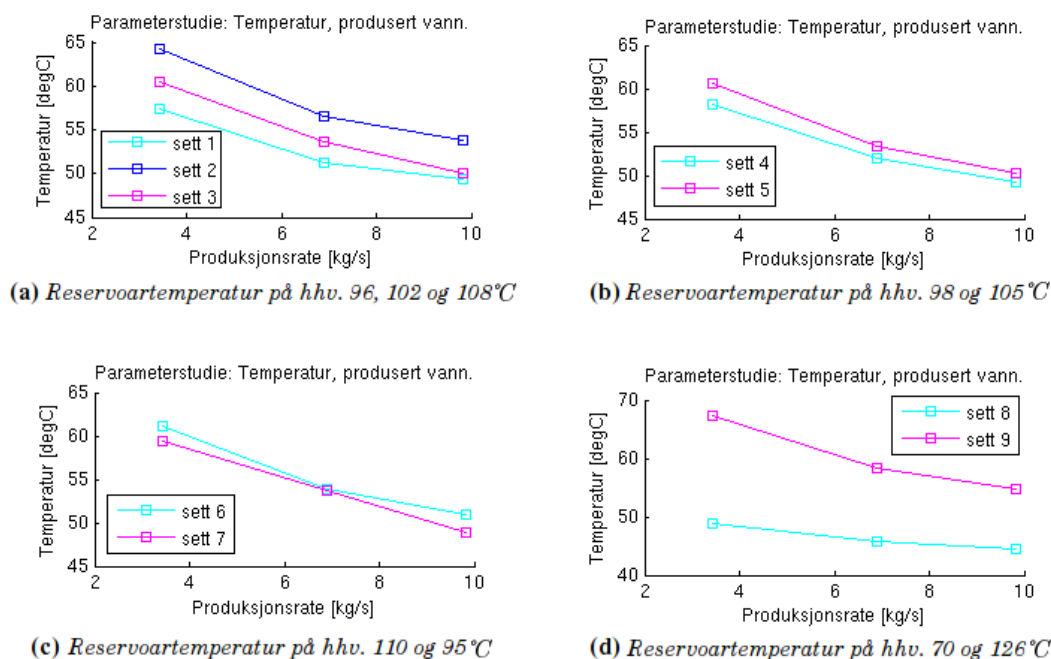 Parameterstudie: Temperatur, produsert vann.
65
60
55
50
45
Temperatur [degC]
sett 1
sett 2
sett 3
2 4 6 8 10
Produksjonsrate [kg/s]
(a) Reservoartemperatur på hhv. 96, 102 og 108°C
Parameterstudie: Temperatur, produsert vann.
65
60
55
50
45
Temperatur [degC]
sett 4
sett 5
2 4 6 8 10
Produksjonsrate [kg/s]
(b) Reservoartemperatur på hhv. 98 og 105°C
Parameterstudie: Temperatur, produsert vann.
65
60
55
50
45
Temperatur [degC]
sett 6
sett 7
2 4 6 8 10
Produksjonsrate [kg/s]
(c) Reservoartemperatur på hhv. 110 og 95°C
Parameterstudie: Temperatur, produsert vann.
70
60
50
40
Temperatur [degC]
sett 8
sett 9
2 4 6 8 10
Produksjonsrate [kg/s]
(d) Reservoartemperatur på hhv. 70 og 126°C